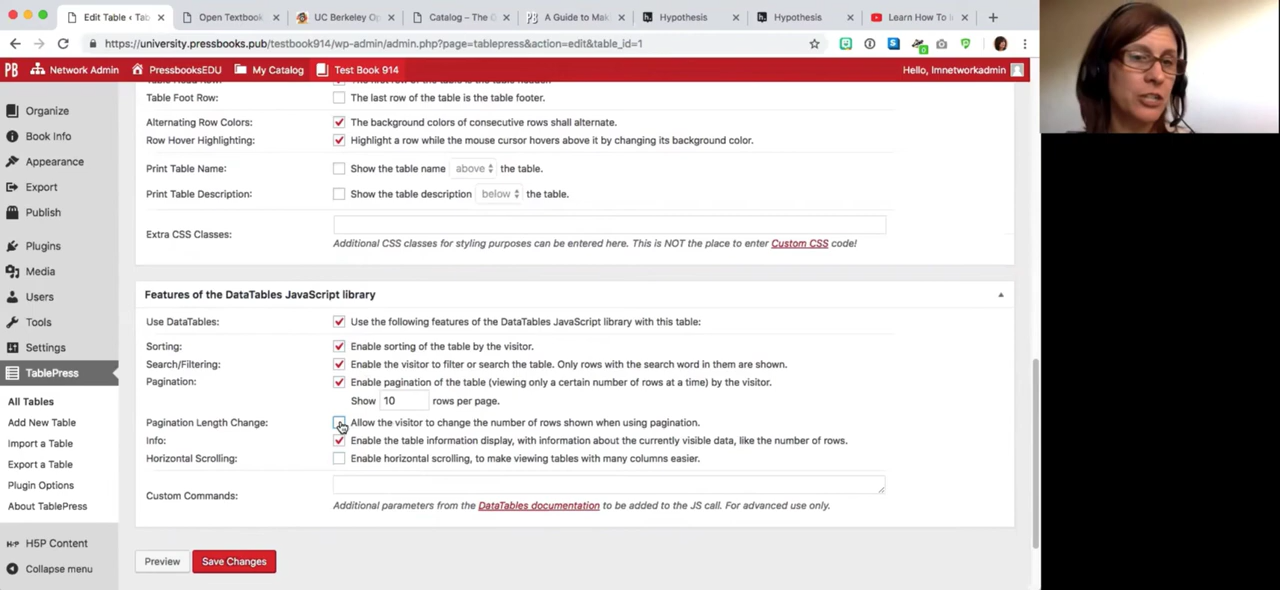 Edit Table ‹ Tab
Open Textbook
UC Berkeley Op
Catalog – The O
A Guide to Mak
Hypothesis
Hypothesis
Learn How To I
https://university.pressbooks.pub/testbook914/wp-admin/admin.php?page=tablepress&action=edit&table_id=1
PB Network Admin PressbooksEDU My Catalog Test Book 914 Hello, lmnetworkadmin
Organize
Book Info
Appearance
Export
Publish
Plugins
Media
Users
Tools
Settings
TablePress
All Tables
Add New Table
Import a Table
Export a Table
Plugin Options
About TablePress
H5P Content
Collapse menu
Table Foot Row: The last row of the table is the table footer.
Alternating Row Colors: The background colors of consecutive rows shall alternate.
Row Hover Highlighting: Highlight a row while the mouse cursor hovers above it by changing its background color.
Print Table Name: Show the table name above the table.
Print Table Description: Show the table description below the table.
Extra CSS Classes:
Additional CSS classes for styling purposes can be entered here. This is NOT the place to enter Custom CSS code!
Features of the DataTables JavaScript library
Use DataTables: Use the following features of the DataTables JavaScript library with this table:
Sorting: Enable sorting of the table by the visitor.
Search/Filtering: Enable the visitor to filter or search the table. Only rows with the search word in them are shown.
Pagination: Enable pagination of the table (viewing only a certain number of rows at a time) by the visitor.
Show 10 rows per page.
Pagination Length Change: Allow the visitor to change the number of rows shown when using pagination.
Info: Enable the table information display, with information about the currently visible data, like the number of rows.
Horizontal Scrolling: Enable horizontal scrolling, to make viewing tables with many columns easier.
Custom Commands:
Additional parameters from the DataTables documentation to be added to the JS call. For advanced use only.
Preview Save Changes